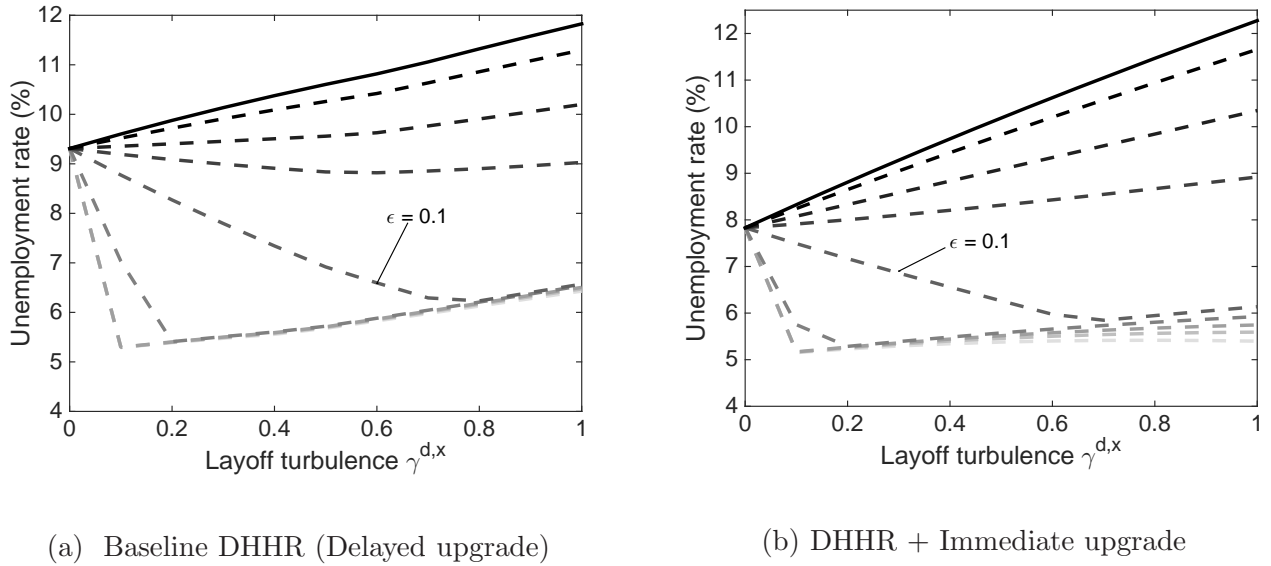 12
11
10
9
8
7
6
5
4
Unemployment rate (%)
ϵ = 0.1
0 0.2 0.4 0.6 0.8 1
Layoff turbulence γ^{d,x}
(a) Baseline DHHR (Delayed upgrade)
12
11
10
9
8
7
6
5
4
Unemployment rate (%)
ϵ = 0.1
0 0.2 0.4 0.6 0.8 1
Layoff turbulence γ^{d,x}
(b) DHHR + Immediate upgrade